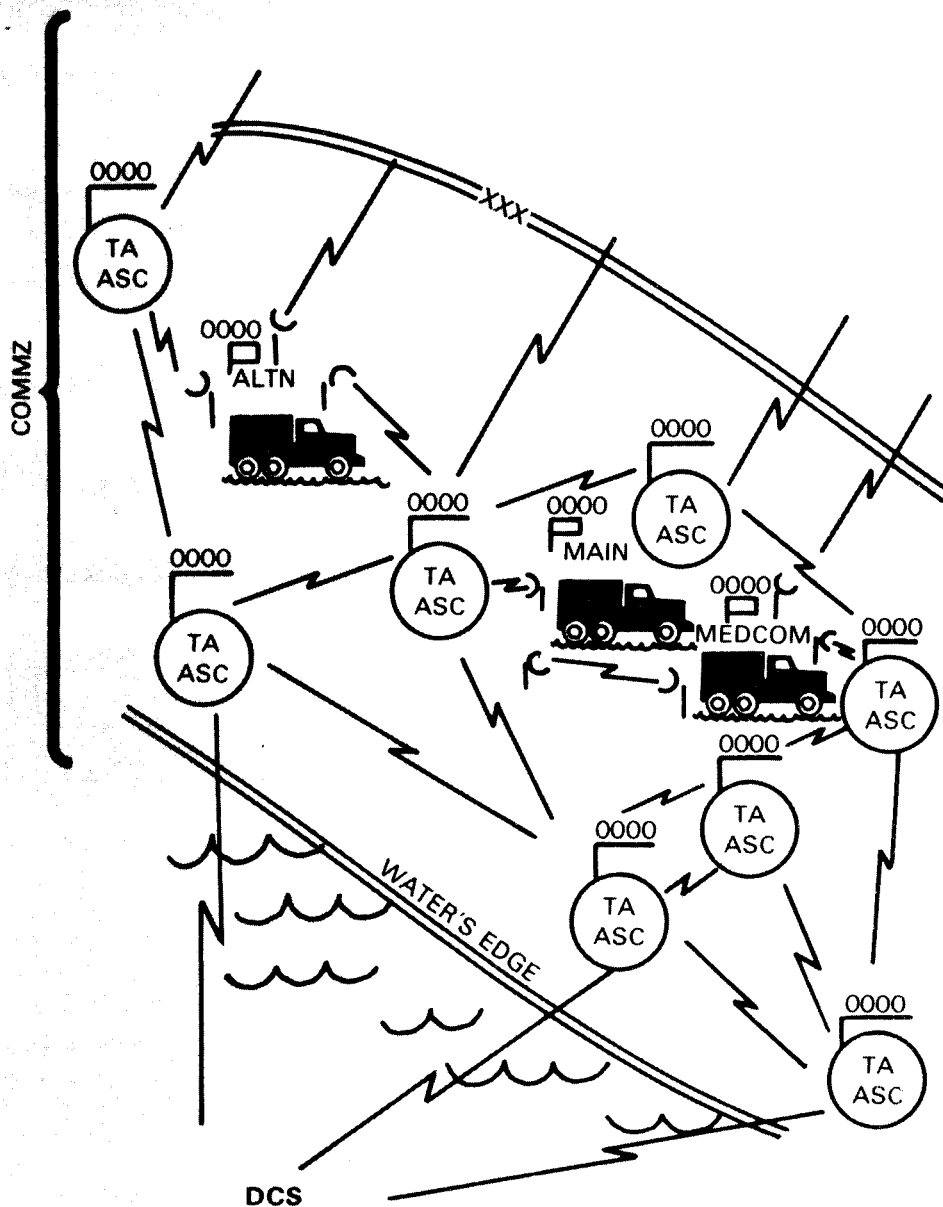 0000
TA
ASC
XXX
COMMZ
0000
ALTN
0000
TA
ASC
0000
TA
ASC
0000
MAIN
0000
TA
ASC
0000
MEDCOM
0000
TA
ASC
0000
TA
ASC
0000
TA
ASC
WATER'S EDGE
0000
TA
ASC
DCS